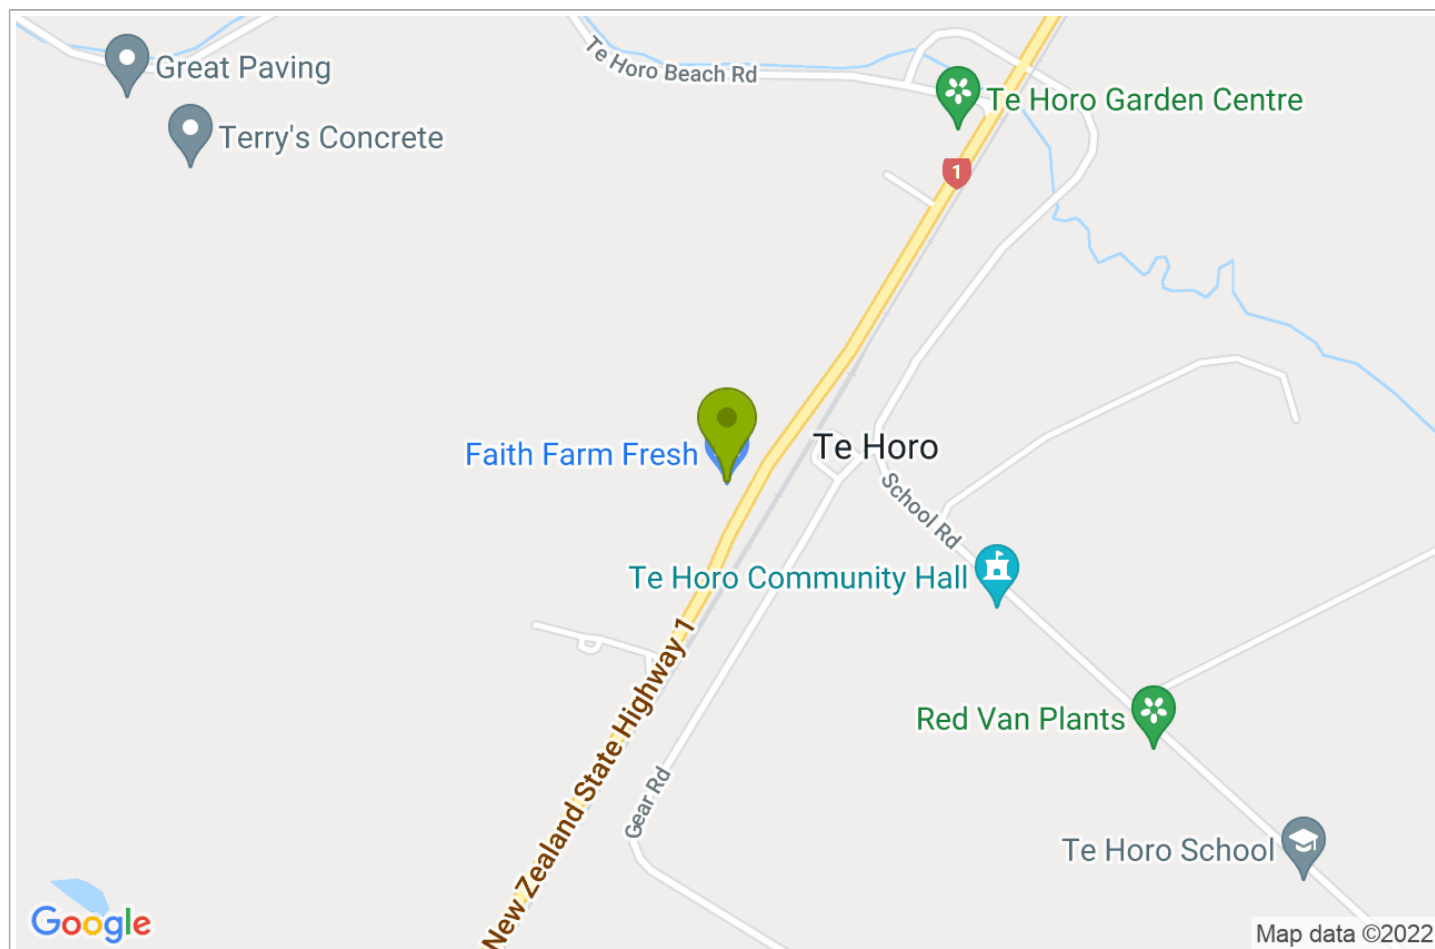 Great Paving
Terry's Concrete
Te Horo Beach Rd
Te Horo Garden Centre
1
Faith Farm Fresh
Te Horo
School Rd
Te Horo Community Hall
New Zealand State Highway 1
Red Van Plants
Gear Rd
Te Horo School
Google
Map data ©2022